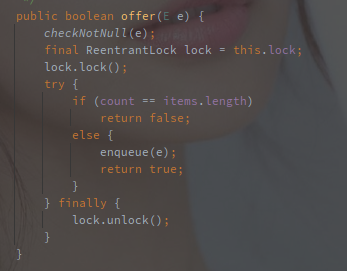 public boolean offer(E e) {
    checkNotNull(e);
    final ReentrantLock lock = this.lock;
    lock.lock();
    try {
        if (count == items.length)
            return false;
        else {
            enqueue(e);
            return true;
        }
    } finally {
        lock.unlock();
    }
}